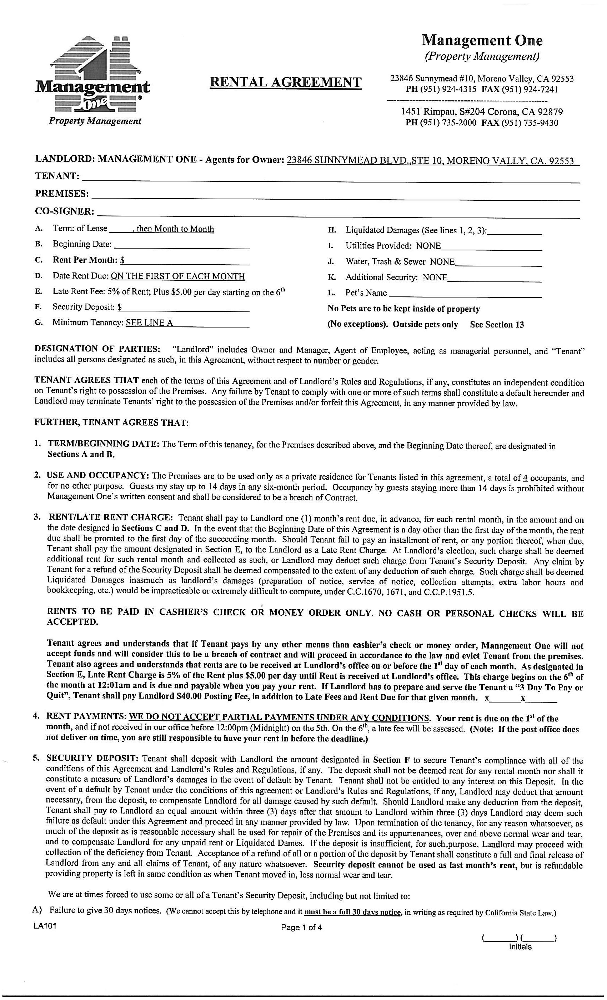 Management One
(Property Management)
Management
One ®
Property Management
RENTAL AGREEMENT
23846 Sunnymead #10, Moreno Valley, CA 92553
PH (951) 924-4315 FAX (951) 924-7241
--------------------------------------------------
1451 Rimpau, S#204 Corona, CA 92879
PH (951) 735-2000 FAX (951) 735-9430
LANDLORD: MANAGEMENT ONE - Agents for Owner: 23846 SUNNYMEAD BLVD.,STE 10, MORENO VALLY, CA. 92553
TENANT:
PREMISES:
CO-SIGNER:
A. Term: of Lease _____, then Month to Month
B. Beginning Date:
C. Rent Per Month: $
D. Date Rent Due: ON THE FIRST OF EACH MONTH
E. Late Rent Fee: 5% of Rent; Plus $5.00 per day starting on the 6th
F. Security Deposit: $
G. Minimum Tenancy: SEE LINE A
H. Liquidated Damages (See lines 1, 2, 3):
I. Utilities Provided: NONE
J. Water, Trash & Sewer NONE
K. Additional Security: NONE
L. Pet's Name
No Pets are to be kept inside of property
(No exceptions). Outside pets only See Section 13
DESIGNATION OF PARTIES: "Landlord" includes Owner and Manager, Agent of Employee, acting as managerial personnel, and "Tenant"
includes all persons designated as such, in this Agreement, without respect to number or gender.
TENANT AGREES THAT each of the terms of this Agreement and of Landlord's Rules and Regulations, if any, constitutes an independent condition
on Tenant's right to possession of the Premises. Any failure by Tenant to comply with one or more of such terms shall constitute a default hereunder and
Landlord may terminate Tenants' right to the possession of the Premises and/or forfeit this Agreement, in any manner provided by law.
FURTHER, TENANT AGREES THAT:
1. TERM/BEGINNING DATE: The Term of this tenancy, for the Premises described above, and the Beginning Date thereof, are designated in
Sections A and B.
2. USE AND OCCUPANCY: The Premises are to be used only as a private residence for Tenants listed in this agreement, a total of 4 occupants, and
for no other purpose. Guests my stay up to 14 days in any six-month period. Occupancy by guests staying more than 14 days is prohibited without
Management One's written consent and shall be considered to be a breach of Contract.
3. RENT/LATE RENT CHARGE: Tenant shall pay to Landlord one (1) month's rent due, in advance, for each rental month, in the amount and on
the date designed in Sections C and D. In the event that the Beginning Date of this Agreement is a day other than the first day of the month, the rent
due shall be prorated to the first day of the succeeding month. Should Tenant fail to pay an installment of rent, or any portion thereof, when due,
Tenant shall pay the amount designated in Section E, to the Landlord as a Late Rent Charge. At Landlord's election, such charge shall be deemed
additional rent for such rental month and collected as such, or Landlord may deduct such charge from Tenant's Security Deposit. Any claim by
Tenant for a refund of the Security Deposit shall be deemed compensated to the extent of any deduction of such charge. Such charge shall be deemed
Liquidated Damages inasmuch as landlord's damages (preparation of notice, service of notice, collection attempts, extra labor hours and
bookkeeping, etc.) would be impracticable or extremely difficult to compute, under C.C.1670, 1671, and C.C.P.1951.5.
RENTS TO BE PAID IN CASHIER'S CHECK OR MONEY ORDER ONLY. NO CASH OR PERSONAL CHECKS WILL BE
ACCEPTED.
Tenant agrees and understands that if Tenant pays by any other means than cashier's check or money order, Management One will not
accept funds and will consider this to be a breach of contract and will proceed in accordance to the law and evict Tenant from the premises.
Tenant also agrees and understands that rents are to be received at Landlord's office on or before the 1st day of each month. As designated in
Section E, Late Rent Charge is 5% of the Rent plus $5.00 per day until Rent is received at Landlord's office. This charge begins on the 6th of
the month at 12:01am and is due and payable when you pay your rent. If Landlord has to prepare and serve the Tenant a "3 Day To Pay or
Quit", Tenant shall pay Landlord $40.00 Posting Fee, in addition to Late Fees and Rent Due for that given month. x_______x_______
4. RENT PAYMENTS: WE DO NOT ACCEPT PARTIAL PAYMENTS UNDER ANY CONDITIONS. Your rent is due on the 1st of the
month, and if not received in our office before 12:00pm (Midnight) on the 5th. On the 6th, a late fee will be assessed. (Note: If the post office does
not deliver on time, you are still responsible to have your rent in before the deadline.)
5. SECURITY DEPOSIT: Tenant shall deposit with Landlord the amount designated in Section F to secure Tenant's compliance with all of the
conditions of this Agreement and Landlord's Rules and Regulations, if any. The deposit shall not be deemed rent for any rental month nor shall it
constitute a measure of Landlord's damages in the event of default by Tenant. Tenant shall not be entitled to any interest on this Deposit. In the
event of a default by Tenant under the conditions of this agreement or Landlord's Rules and Regulations, if any, Landlord may deduct that amount
necessary, from the deposit, to compensate Landlord for all damage caused by such default. Should Landlord make any deduction from the deposit,
Tenant shall pay to Landlord an equal amount within three (3) days after that amount to Landlord within three (3) days Landlord may deem such
failure as default under this Agreement and proceed in any manner provided by law. Upon termination of the tenancy, for any reason whatsoever, as
much of the deposit as is reasonable necessary shall be used for repair of the Premises and its appurtenances, over and above normal wear and tear,
and to compensate Landlord for any unpaid rent or Liquidated Dames. If the deposit is insufficient, for such purpose, Landlord may proceed with
collection of the deficiency from Tenant. Acceptance of a refund of all or a portion of the deposit by Tenant shall constitute a full and final release of
Landlord from any and all claims of Tenant, of any nature whatsoever. Security deposit cannot be used as last month's rent, but is refundable
providing property is left in same condition as when Tenant moved in, less normal wear and tear.
We are at times forced to use some or all of a Tenant's Security Deposit, including but not limited to:
A) Failure to give 30 days notices. (We cannot accept this by telephone and it must be a full 30 days notice, in writing as required by California State Law.)
LA101
Page 1 of 4
(_______) (_______)
Initials